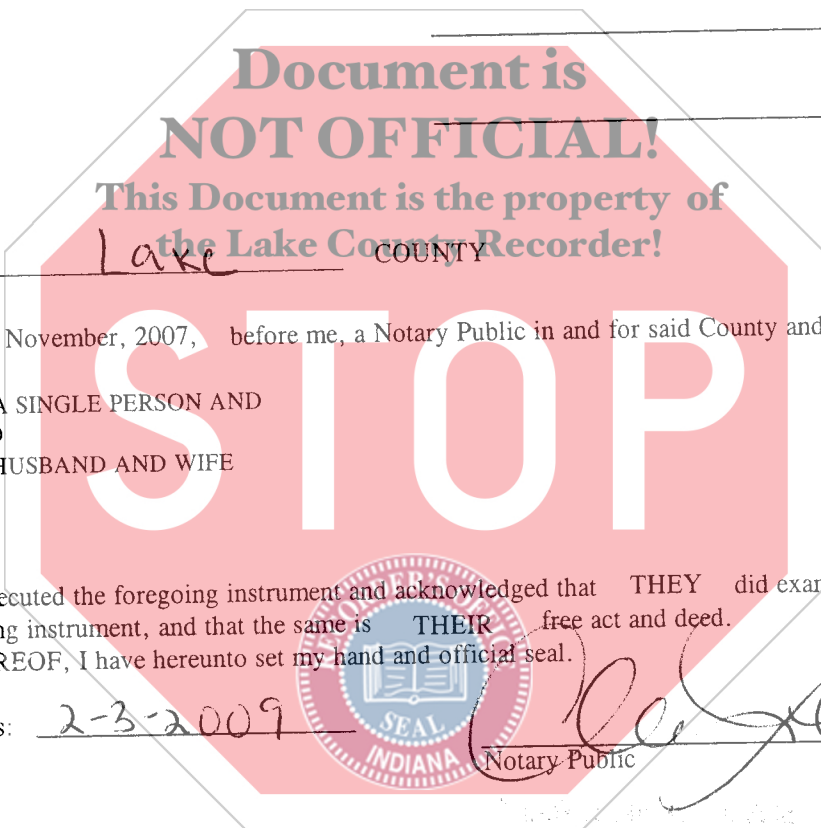 Document is
NOT OFFICIAL!
This Document is the property of
the Lake County Recorder!
Lake COUNTY
November, 2007, before me, a Notary Public in and for said County and
A SINGLE PERSON AND
HUSBAND AND WIFE
STOP
ecuted the foregoing instrument and acknowledged that THEY did exam
ng instrument, and that the same is THEIR free act and deed.
REOF, I have hereunto set my hand and official seal.
s: 2-3-2009
Notary Public
SEAL
INDIANA